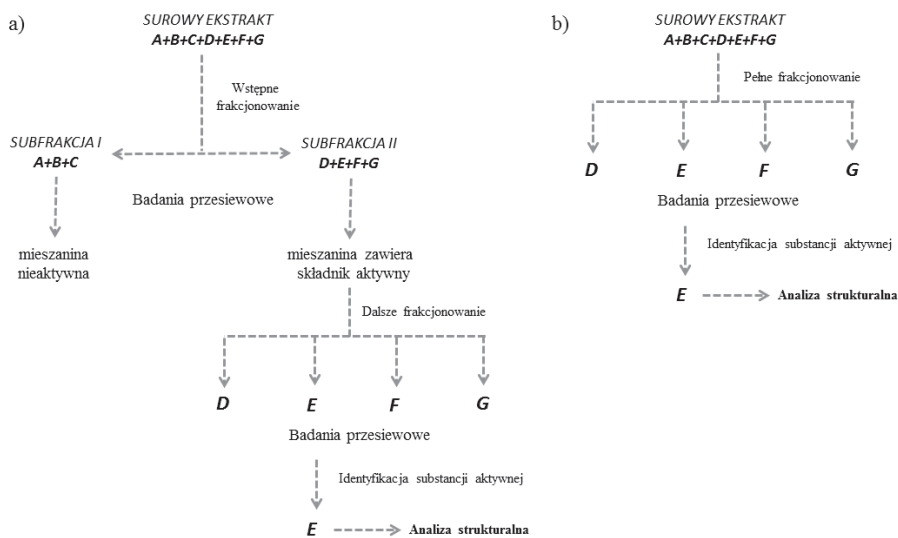 a)
SUROWY EKSTRAKT
A+B+C+D+E+F+G
Wstępne
frakcjonowanie
SUBFRAKCJA I
A+B+C
SUBFRAKCJA II
D+E+F+G
Badania przesiewowe
mieszanina
nieaktywna
mieszanina zawiera
składnik aktywny
Dalsze frakcjonowanie
D
E
F
G
Badania przesiewowe
Identyfikacja substancji aktywnej
E
Analiza strukturalna
b)
SUROWY EKSTRAKT
A+B+C+D+E+F+G
Pełne frakcjonowanie
D
E
F
G
Badania przesiewowe
Identyfikacja substancji aktywnej
E
Analiza strukturalna